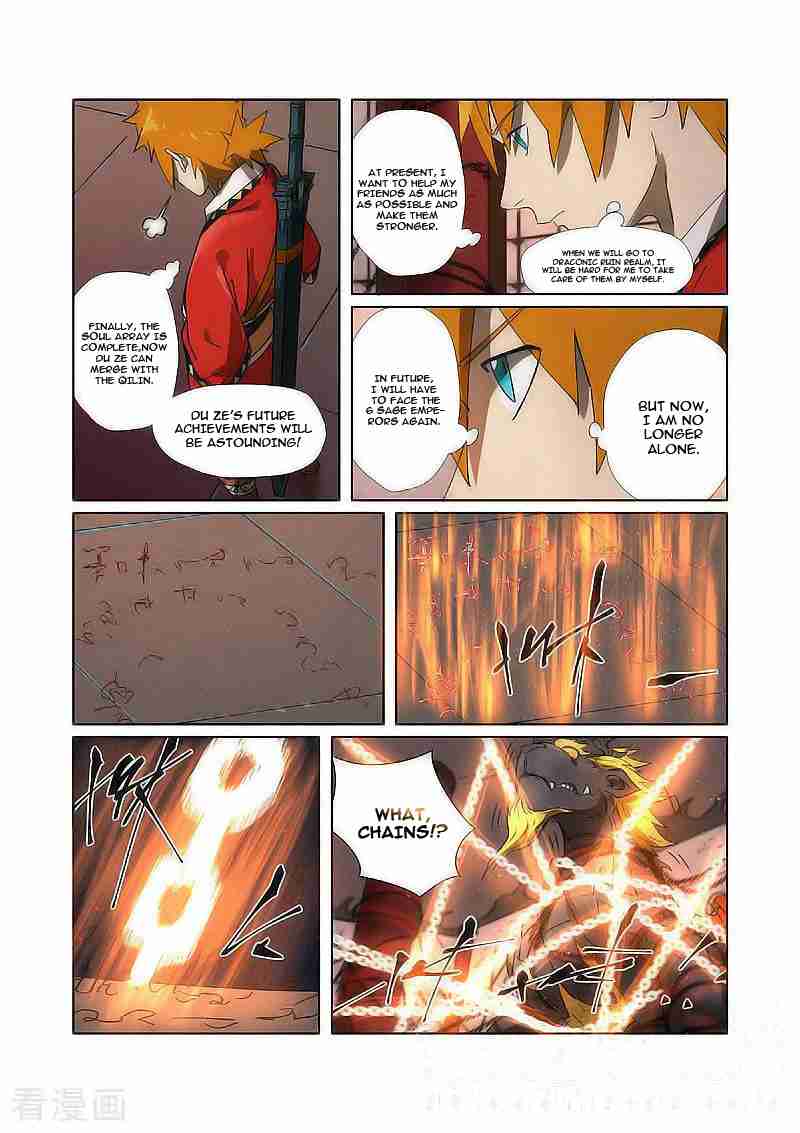 FINALLY, THE
SOUL ARRAY IS
COMPLETE,NOW
DU ZE CAN
MERGE WITH
THE QILIN.
DU ZE'S FUTURE
ACHIEVEMENTS WILL
BE ASTOUNDING!
AT PRESENT, I
WANT TO HELP MY
FRIENDS AS MUCH
AS POSSIBLE AND
MAKE THEM
STRONGER.
WHEN WE WILL GO TO
DRACONIC RUIN REALM, IT
WILL BE HARD FOR ME TO TAKE
CARE OF THEM BY MYSELF.
IN FUTURE,
I WILL HAVE
TO FACE THE
6 SAGE EMPE-
RORS AGAIN.
BUT NOW,
I AM NO
LONGER
ALONE.
WHAT,
CHAINS!?
看漫画